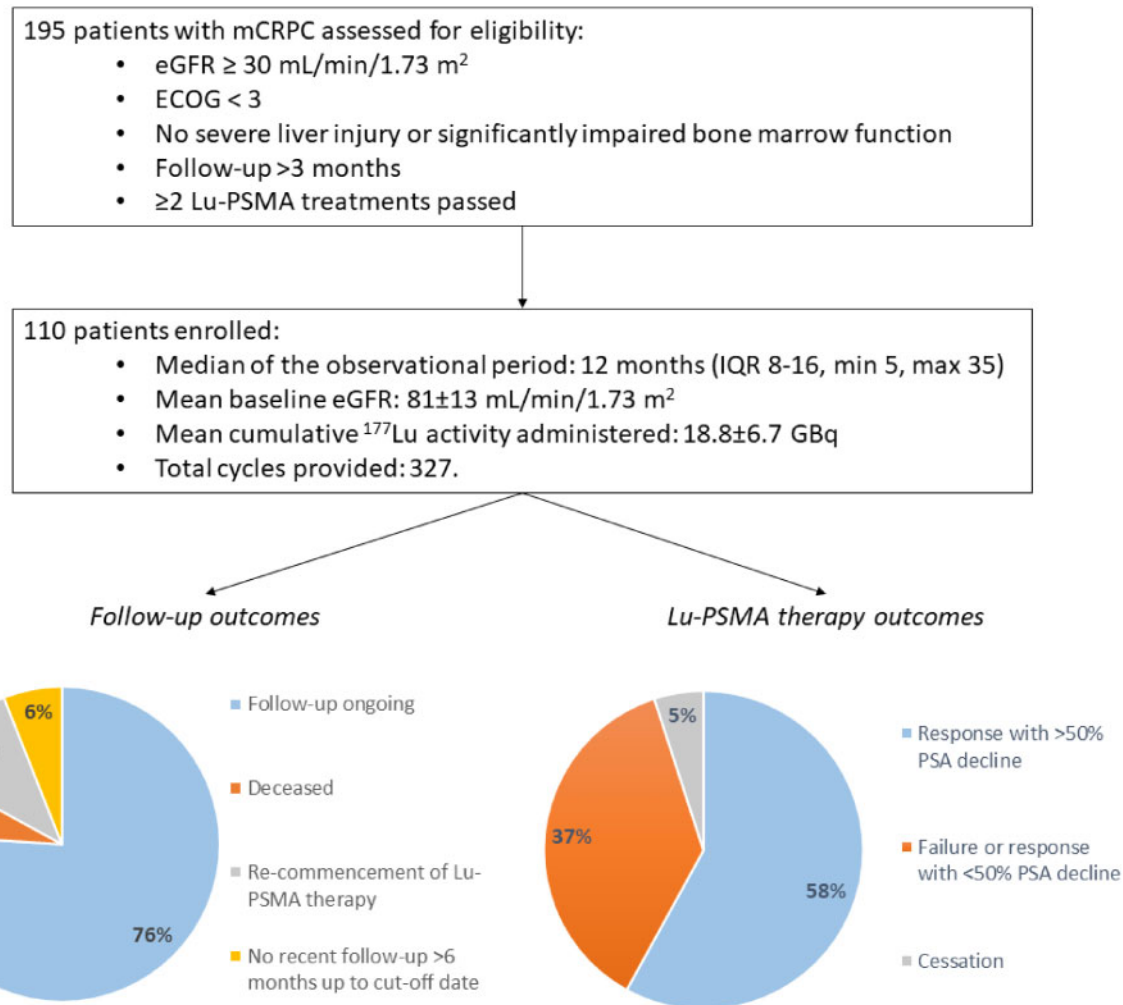 195 patients with mCRPC assessed for eligibility:
• eGFR ≥ 30 mL/min/1.73 m²
• ECOG < 3
• No severe liver injury or significantly impaired bone marrow function
• Follow-up >3 months
• ≥2 Lu-PSMA treatments passed
110 patients enrolled:
• Median of the observational period: 12 months (IQR 8-16, min 5, max 35)
• Mean baseline eGFR: 81±13 mL/min/1.73 m²
• Mean cumulative ¹⁷⁷Lu activity administered: 18.8±6.7 GBq
• Total cycles provided: 327.
Follow-up outcomes
6%
76%
Follow-up ongoing
Deceased
Re-commencement of Lu-
PSMA therapy
No recent follow-up >6
months up to cut-off date
Lu-PSMA therapy outcomes
5%
37%
58%
Response with >50%
PSA decline
Failure or response
with <50% PSA decline
Cessation